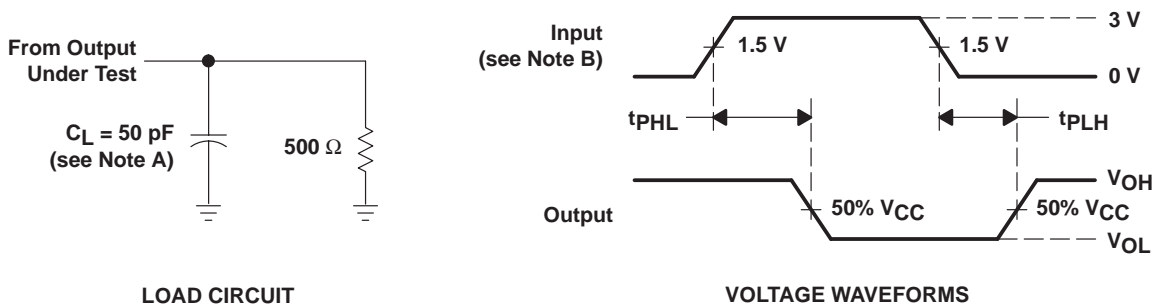 From Output
Under Test
CL = 50 pF
(see Note A)
500 Ω
LOAD CIRCUIT
Input
(see Note B)
1.5 V
1.5 V
3 V
0 V
tPHL
tPLH
Output
50% VCC
VOH
50% VCC
VOL
VOLTAGE WAVEFORMS